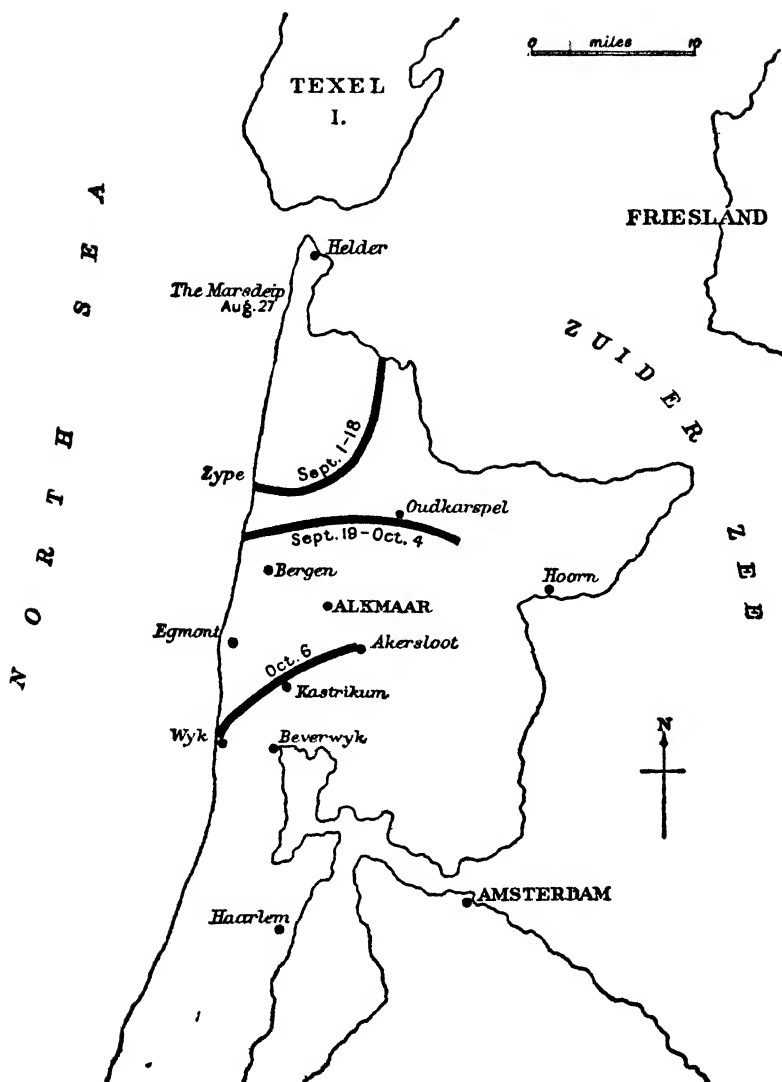 0 miles 10
TEXEL
I.
FRIESLAND
NORTH SEA
Helder
The Marsdeip
Aug. 27
ZUIDER ZEE
Sept. 1-18
Zype
Oudkarspel
Sept. 19-Oct. 4
Bergen
Hoorn
ALKMAAR
Egmont
Akersloot
Oct. 6
Kastrikum
Wyk
Beverwyk
N
AMSTERDAM
Haarlem